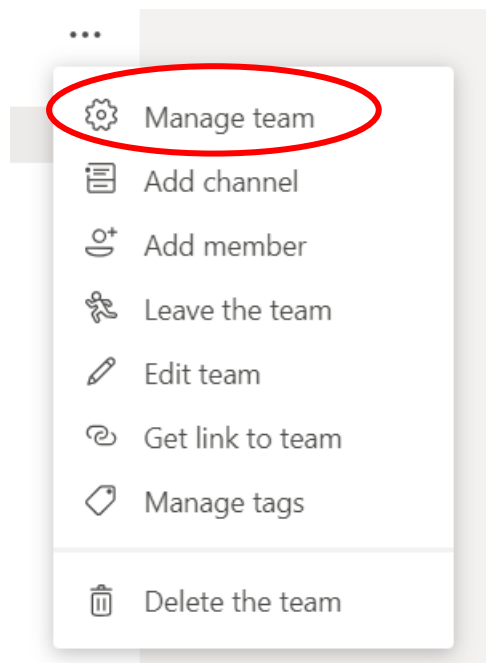 Manage team
Add channel
Add member
Leave the team
Edit team
Get link to team
Manage tags
Delete the team